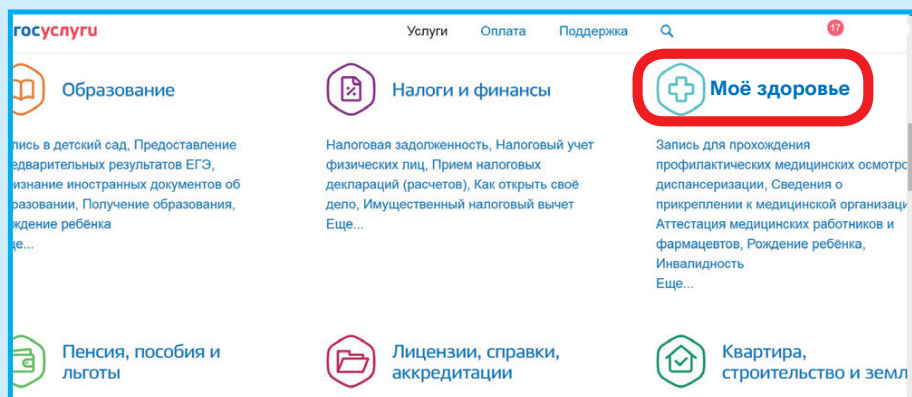 госуслуги
Услуги Оплата Поддержка 17
Образование
пись в детский сад, Предоставление
едварительных результатов ЕГЭ,
изнание иностранных документов об
разовании, Получение образования,
ждение ребёнка
це...
Налоги и финансы
Налоговая задолженность, Налоговый учет
физических лиц, Прием налоговых
деклараций (расчетов), Как открыть своё
дело, Имущественный налоговый вычет
Еще...
Моё здоровье
Запись для прохождения
профилактических медицинских осмотро
диспансеризации, Сведения о
прикреплении к медицинской организаци
Аттестация медицинских работников и
фармацевтов, Рождение ребёнка,
Инвалидность
Еще...
Пенсия, пособия и
льготы
Лицензии, справки,
аккредитации
Квартира,
строительство и земл